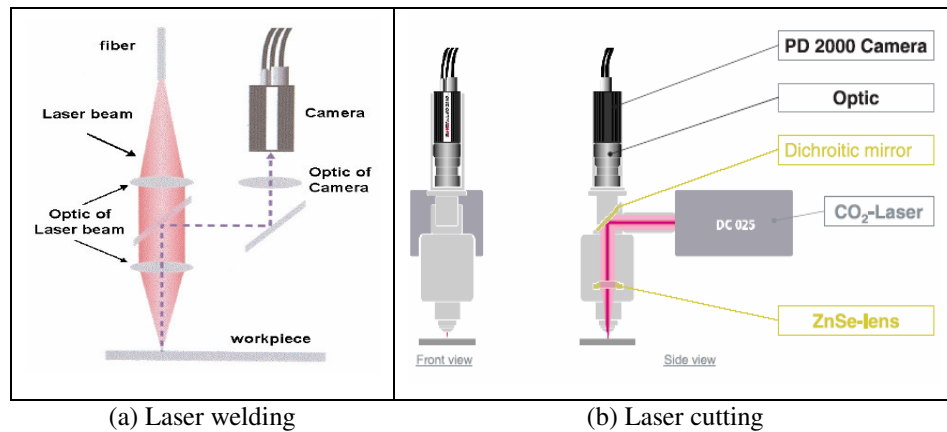 fiber
Laser beam
Camera
Optic of
Camera
Optic of
Laser beam
workpiece
(a) Laser welding
PD 2000 Camera
Optic
Dichroitic mirror
CO₂-Laser
DC 025
ZnSe-lens
Front view
Side view
(b) Laser cutting